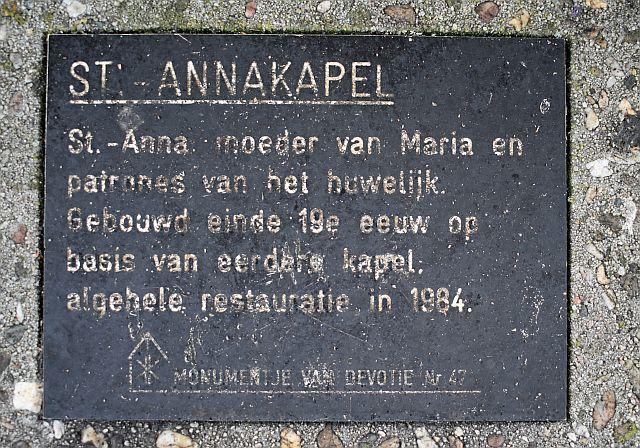 ST.-ANNAKAPEL
St.-Anna moeder van Maria en
patrones van het huwelijk.
Gebouwd einde 19e eeuw op
basis van eerdere kapel,
algehele restauratie in 1984.
MONUMENTJE VAN DEVOTIE Nr 47